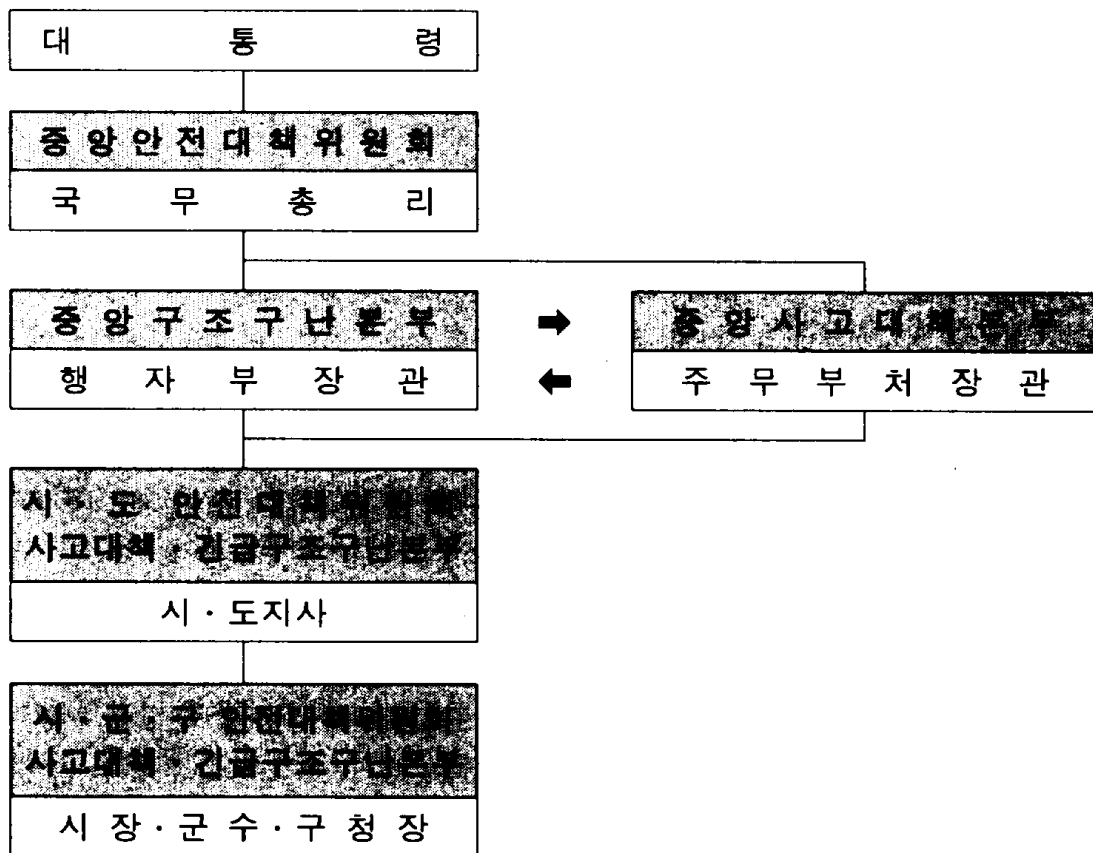 대통령
중앙안전대책위원회
국무총리
중앙구조구난본부
행자부장관
중앙사고대책본부
주무부처장관
시·도 안전대책위원회
사고대책·긴급구조구난본부
시·도지사
시·군·구 안전대책위원회
사고대책·긴급구조구난본부
시장·군수·구청장